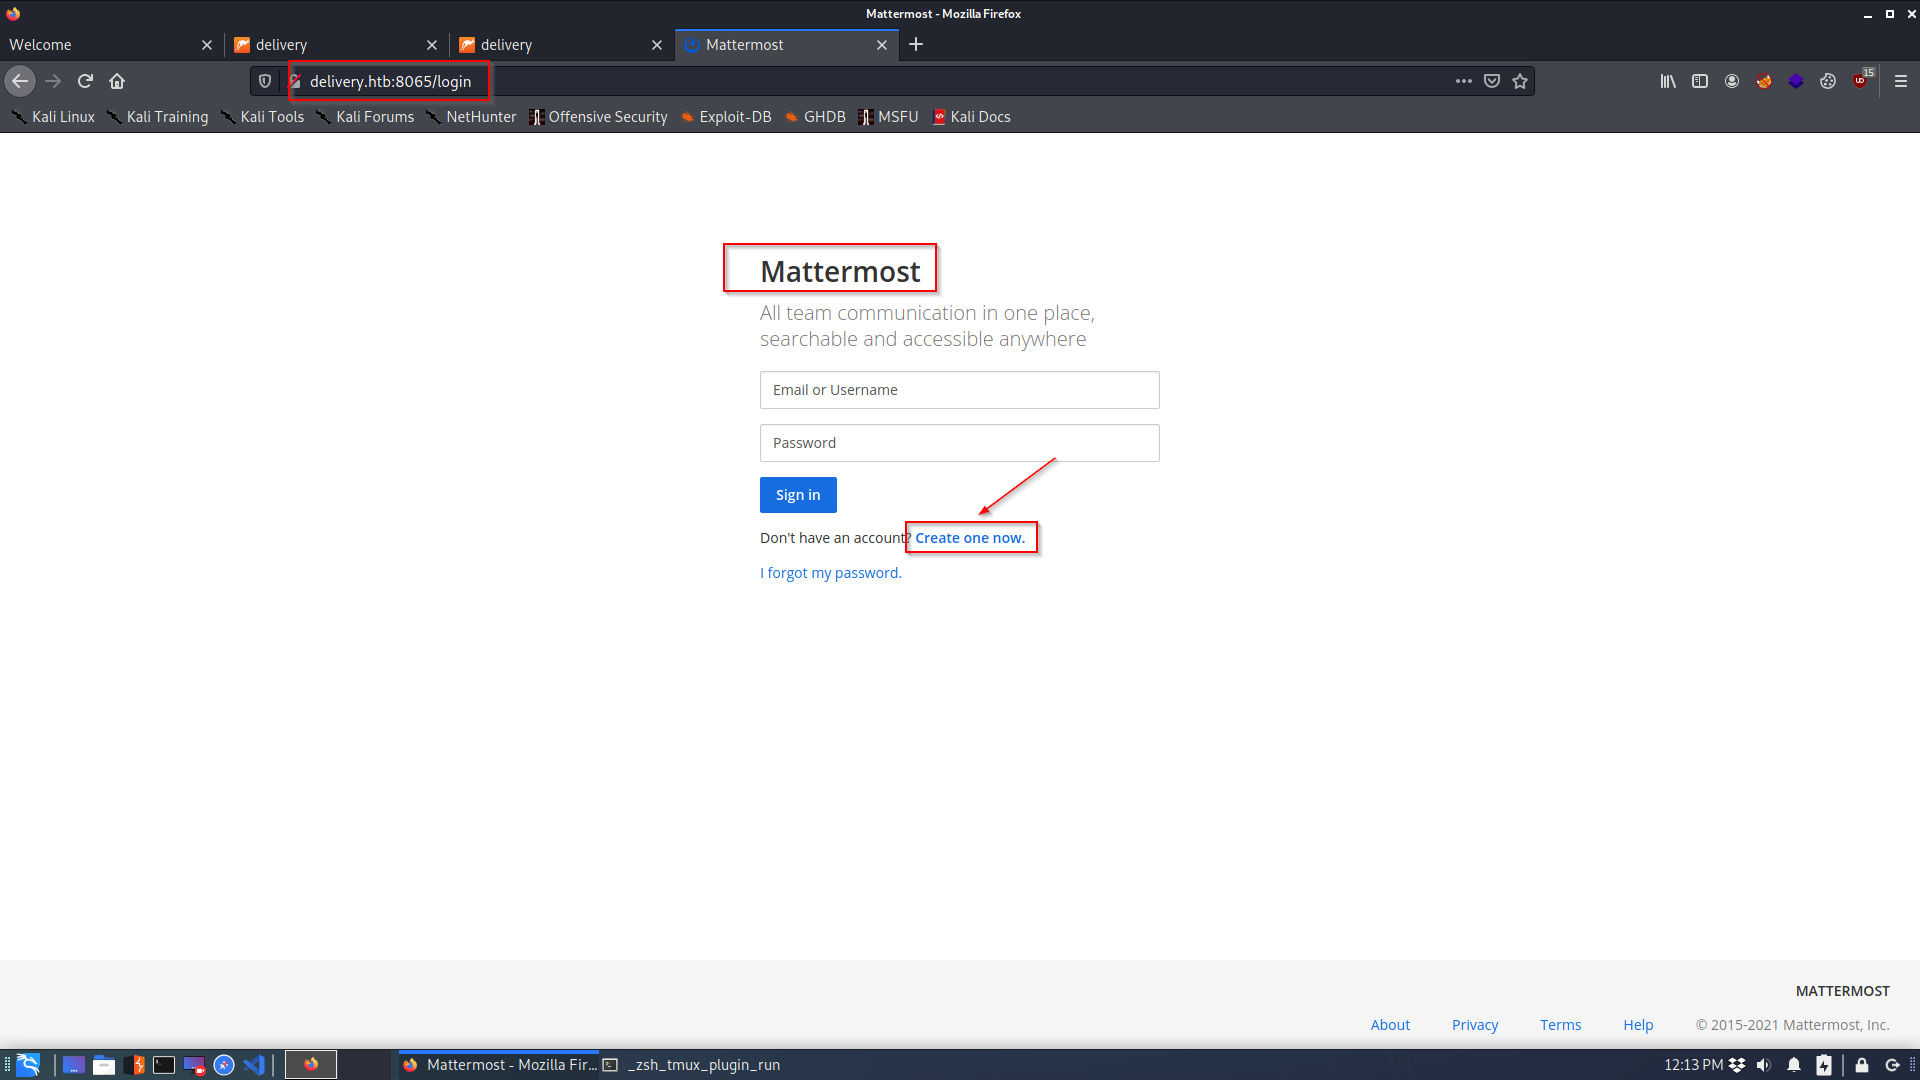 Mattermost - Mozilla Firefox
Welcome
delivery
delivery
Mattermost
delivery.htb:8065/login
15
Kali Linux
Kali Training
Kali Tools
Kali Forums
NetHunter
Offensive Security
Exploit-DB
GHDB
MSFU
Kali Docs
Mattermost
All team communication in one place,
searchable and accessible anywhere
Email or Username
Password
Sign in
Don't have an account? Create one now.
I forgot my password.
MATTERMOST
About
Privacy
Terms
Help
© 2015-2021 Mattermost, Inc.
Mattermost - Mozilla Fir...
_zsh_tmux_plugin_run
12:13 PM